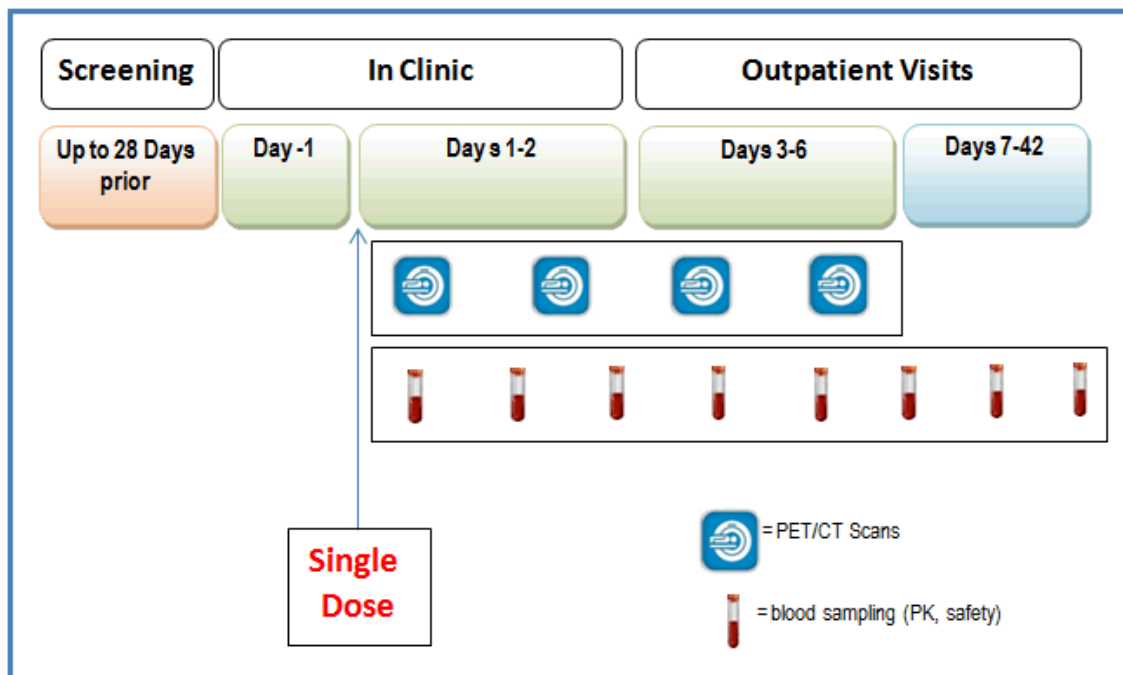 Screening
In Clinic
Outpatient Visits
Up to 28 Days
prior
Day -1
Days 1-2
Days 3-6
Days 7-42
Single
Dose
= PET/CT Scans
= blood sampling (PK, safety)